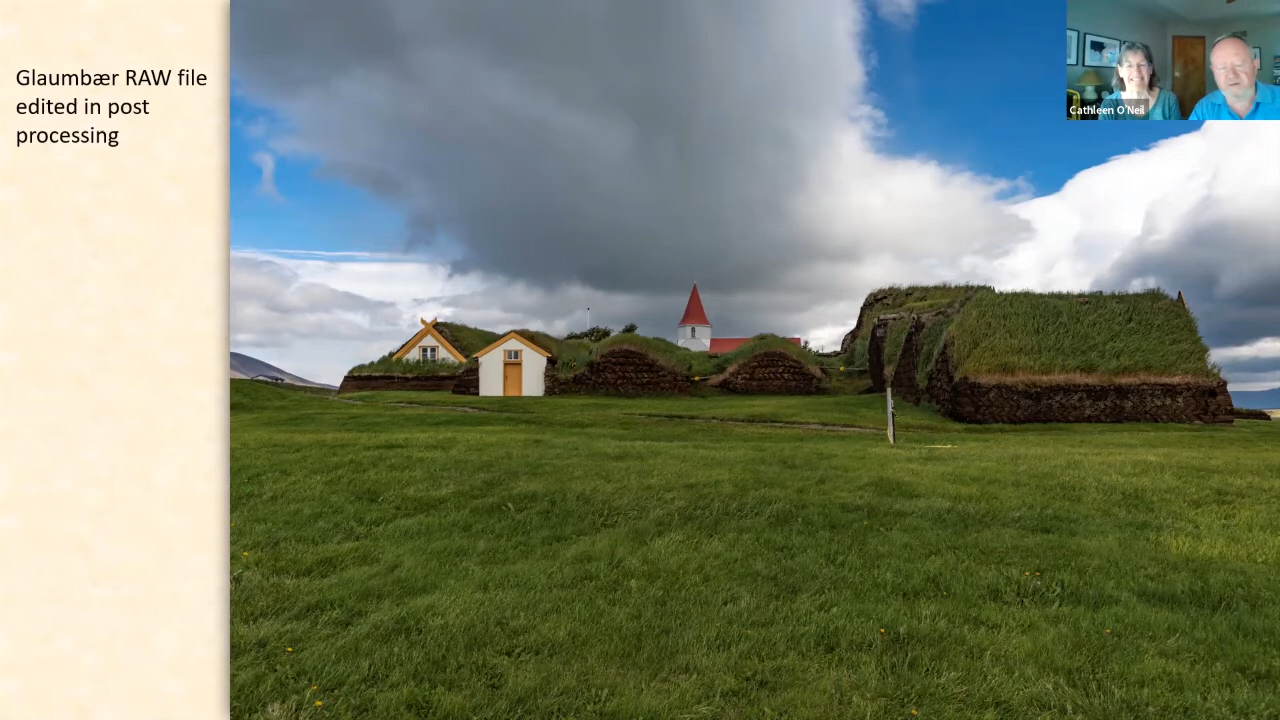 Glaumbær RAW file
edited in post
processing
Cathleen O'Neil